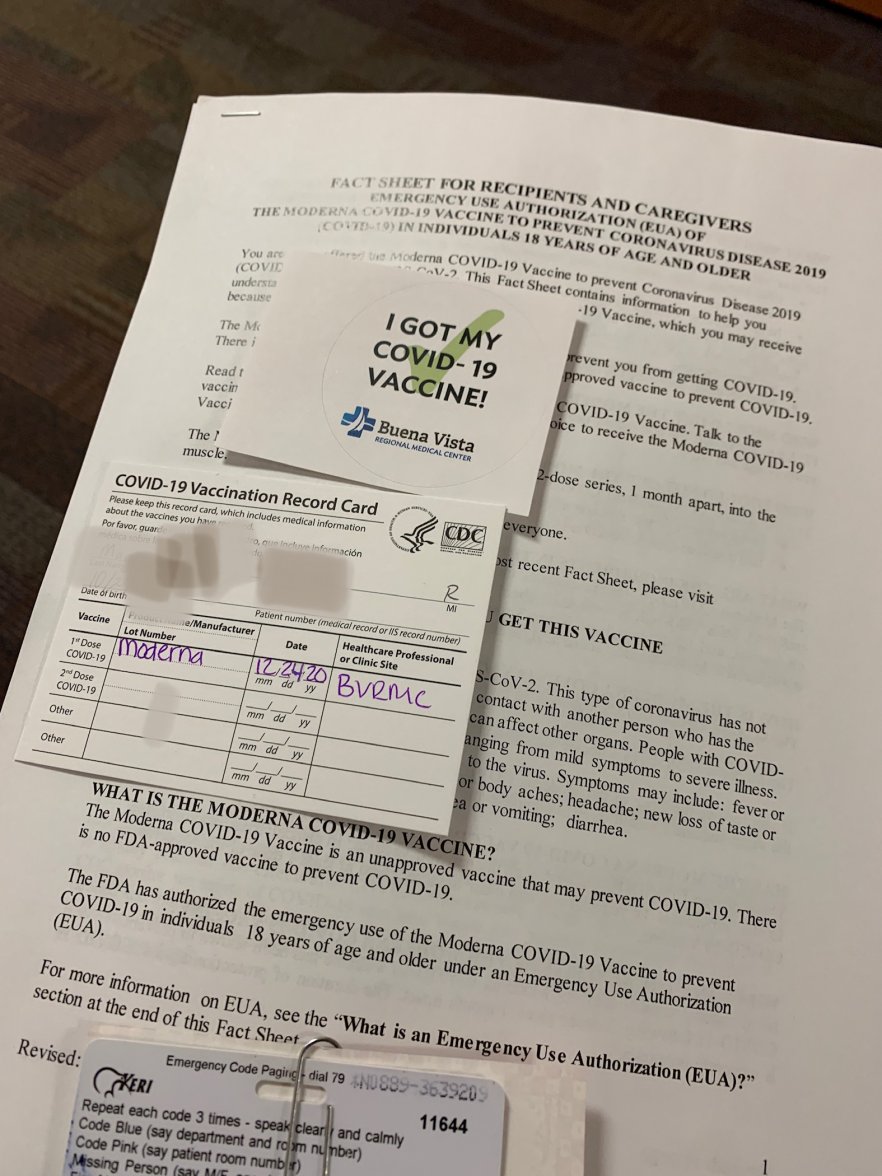 FACT SHEET FOR RECIPIENTS AND CAREGIVERS
EMERGENCY USE AUTHORIZATION (EUA) OF
THE MODERNA COVID-19 VACCINE TO PREVENT CORONAVIRUS DISEASE 2019
(COVID-19) IN INDIVIDUALS 18 YEARS OF AGE AND OLDER
You are offered the Moderna COVID-19 Vaccine to prevent Coronavirus Disease 2019
(COVID CoV-2. This Fact Sheet contains information to help you
understa -19 Vaccine, which you may receive
because
The Mo prevent you from getting COVID-19.
There i pproved vaccine to prevent COVID-19.
Read t COVID-19 Vaccine. Talk to the
vaccin oice to receive the Moderna COVID-19
Vacci
The 2-dose series, 1 month apart, into the
muscle.
everyone.
ost recent Fact Sheet, please visit
I GOT MY
COVID-19
VACCINE!
Buena Vista
REGIONAL MEDICAL CENTER
COVID-19 Vaccination Record Card
Please keep this record card, which includes medical information
about the vaccines you have
Por favor, guar o, que incluye información
CDC
R
MI
Date of birth Patient number (medical record or IIS record number)
Vaccine Product Name/Manufacturer Date Healthcare Professional
Lot Number or Clinic Site
1st Dose
COVID-19 Moderna 12/24/20 BVRMC
mm dd yy
2nd Dose
COVID-19
mm dd yy
Other
mm dd yy
Other
mm dd yy
U GET THIS VACCINE
S-CoV-2. This type of coronavirus has not
contact with another person who has the
can affect other organs. People with COVID-
anging from mild symptoms to severe illness.
to the virus. Symptoms may include: fever or
or body aches; headache; new loss of taste or
ea or vomiting; diarrhea.
WHAT IS THE MODERNA COVID-19 VACCINE?
The Moderna COVID-19 Vaccine is an unapproved vaccine that may prevent COVID-19. There
is no FDA-approved vaccine to prevent COVID-19.
The FDA has authorized the emergency use of the Moderna COVID-19 Vaccine to prevent
COVID-19 in individuals 18 years of age and older under an Emergency Use Authorization
(EUA).
For more information on EUA, see the “What is an Emergency Use Authorization (EUA)?”
section at the end of this Fact Sheet
Revised:
1
KERI
Emergency Code Paging - dial 79
11644
Repeat each code 3 times - speak clearly and calmly
Code Blue (say department and room number)
Code Pink (say patient room number)
Missing Person (say M/F